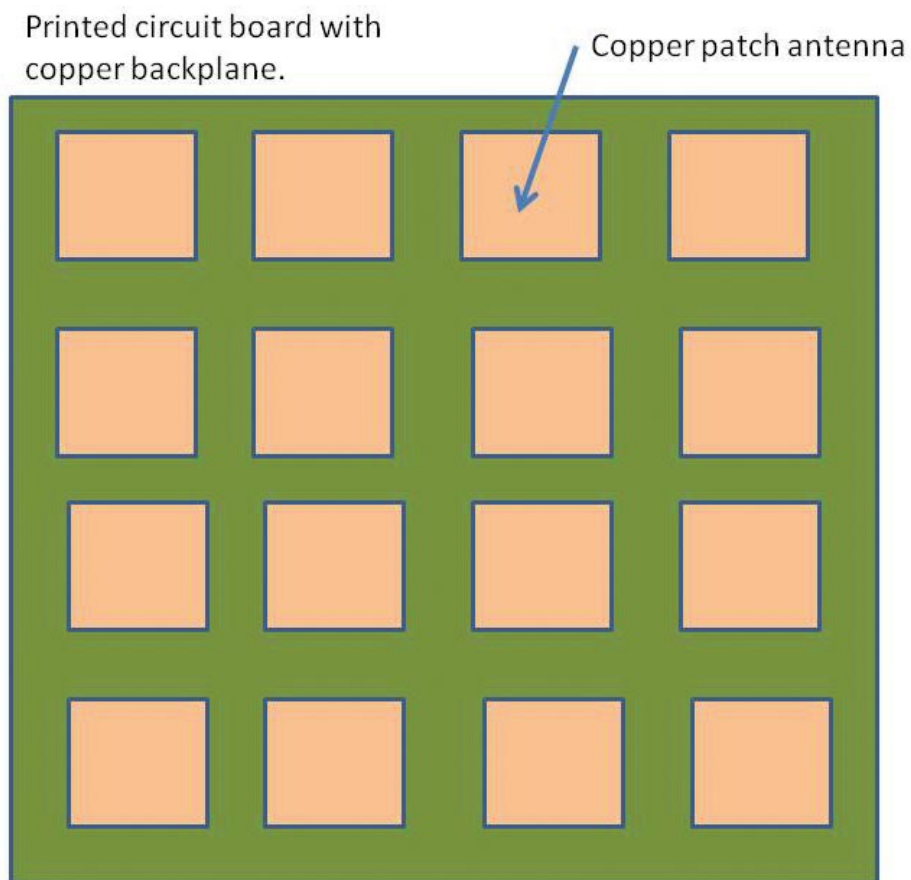 Printed circuit board with
copper backplane.
Copper patch antenna